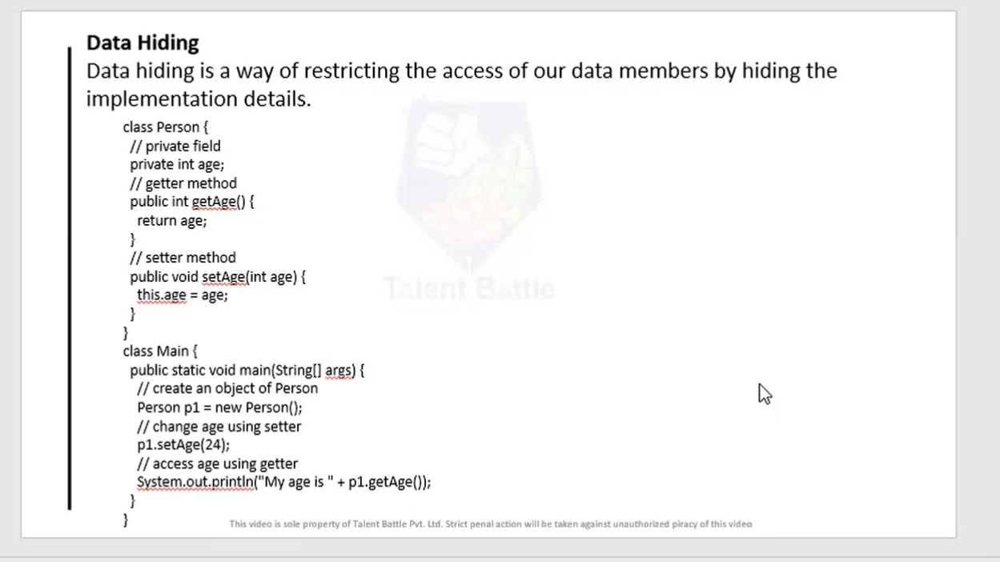 Data Hiding
Data hiding is a way of restricting the access of our data members by hiding the
implementation details.
class Person {
// private field
private int age;
// getter method
public int getAge() {
return age;
}
// setter method
public void setAge(int age) {
this.age = age;
}
}
class Main {
public static void main(String[] args) {
// create an object of Person
Person p1 = new Person();
// change age using setter
p1.setAge(24);
// access age using getter
System.out.println("My age is " + p1.getAge());
}
}
Talent Battle
This video is sole property of Talent Battle Pvt. Ltd. Strict penal action will be taken against unauthorized piracy of this video